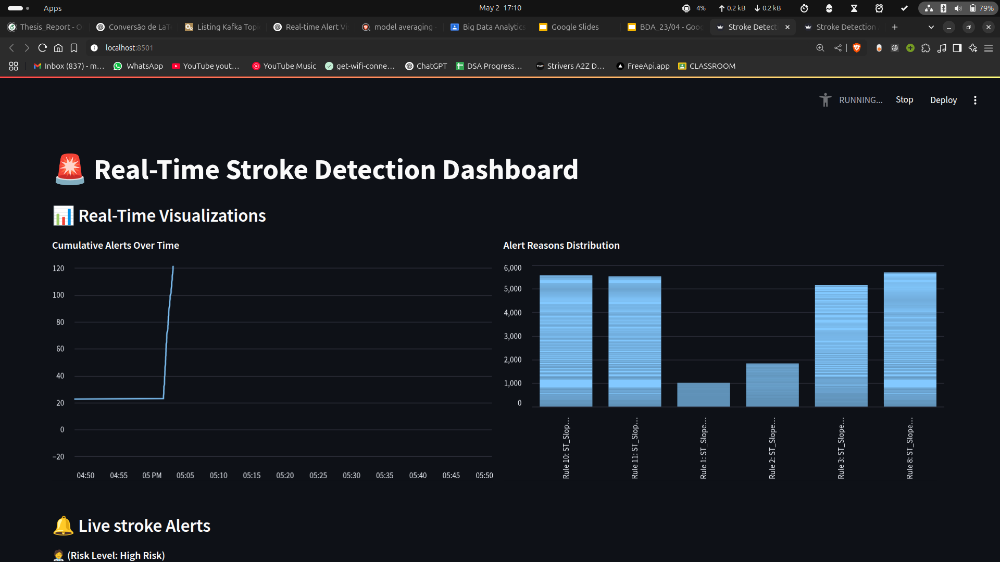 Apps
May 2 17:10
4%
0.2 kB
0.2 kB
79%
Thesis_Report - O
Conversão de LaT
Listing Kafka Topi
Real-time Alert Vi
model averaging -
Big Data Analytics
Google Slides
BDA_23/04 - Goog
Stroke Detecti
Stroke Detection
localhost:8501
Inbox (837) - m...
WhatsApp
YouTube yout...
YouTube Music
get-wifi-conne...
ChatGPT
DSA Progress...
TUF
Strivers A2Z D...
FreeApi.app
CLASSROOM
RUNNING...
Stop
Deploy
Real-Time Stroke Detection Dashboard
Real-Time Visualizations
Cumulative Alerts Over Time
120
100
80
60
40
20
0
−20
04:50
04:55
05 PM
05:05
05:10
05:15
05:20
05:25
05:30
05:35
05:40
05:45
05:50
Alert Reasons Distribution
6,000
5,000
4,000
3,000
2,000
1,000
0
Rule 10: ST_Slop...
Rule 11: ST_Slop...
Rule 1: ST_Slope...
Rule 2: ST_Slope...
Rule 3: ST_Slope...
Rule 8: ST_Slope...
Live stroke Alerts
(Risk Level: High Risk)